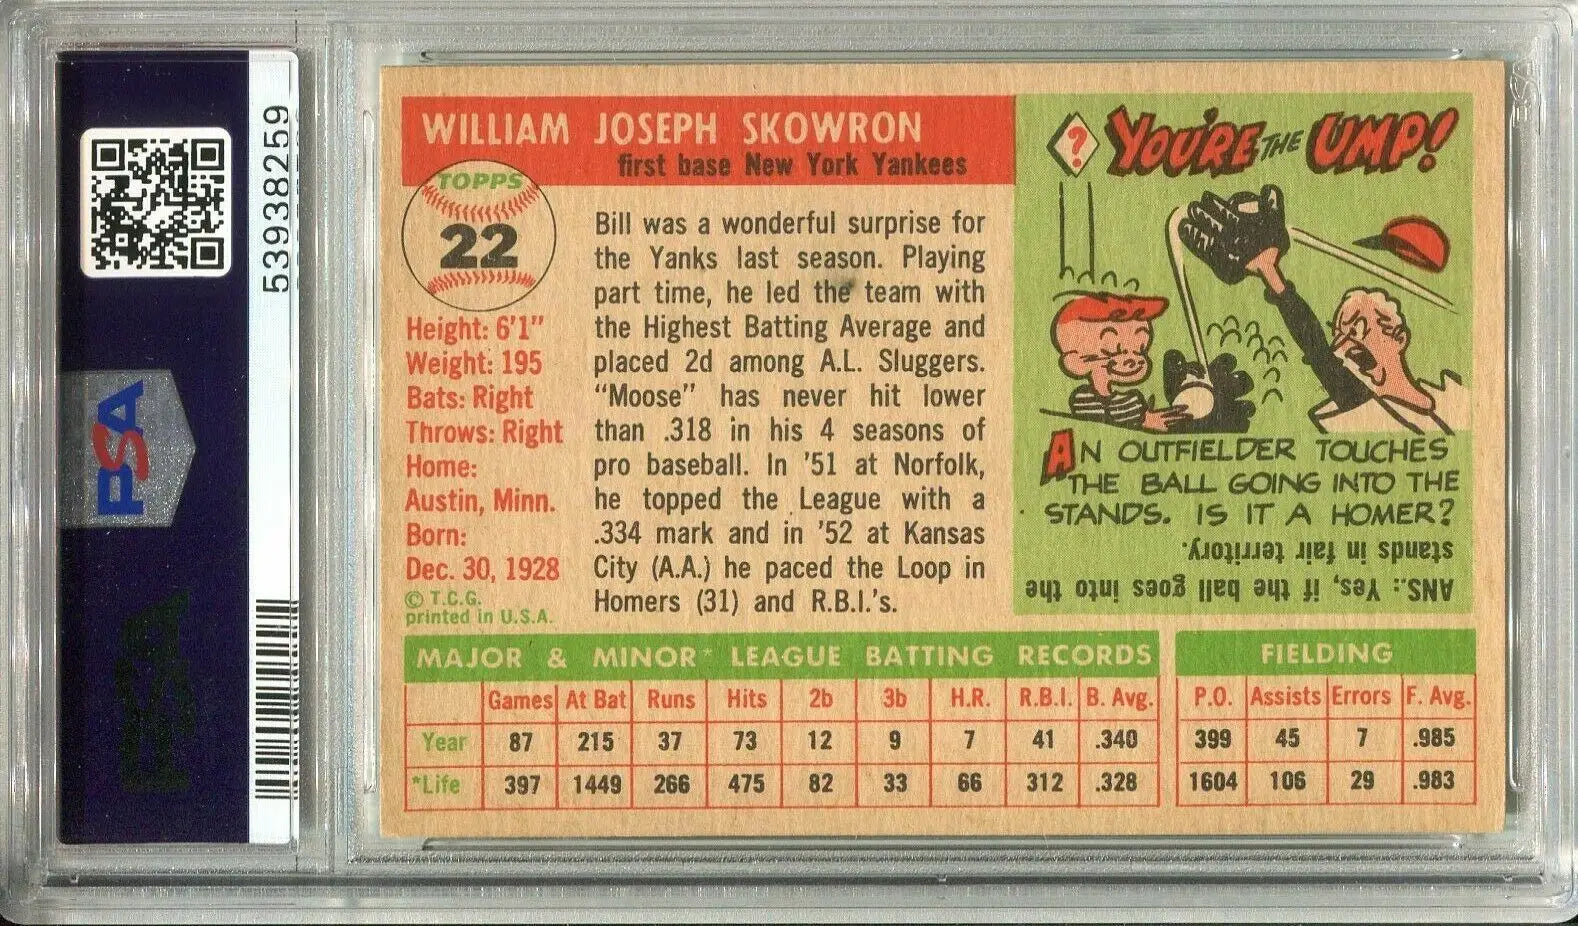 53938259
PSA
WILLIAM JOSEPH SKOWRON
first base New York Yankees
TOPPS
22
Height: 6'1"
Weight: 195
Bats: Right
Throws: Right
Home:
Austin, Minn.
Born:
Dec. 30, 1928
© T.C.G.
printed in U.S.A.
Bill was a wonderful surprise for
the Yanks last season. Playing
part time, he led the team with
the Highest Batting Average and
placed 2d among A.L. Sluggers.
"Moose" has never hit lower
than .318 in his 4 seasons of
pro baseball. In '51 at Norfolk,
he topped the League with a
.334 mark and in '52 at Kansas
City (A.A.) he paced the Loop in
Homers (31) and R.B.I.'s.
? YOU'RE THE UMP!
AN OUTFIELDER TOUCHES
THE BALL GOING INTO THE
STANDS. IS IT A HOMER?
ANS.: Yes, if the ball goes into the
stands in fair territory.
MAJOR & MINOR* LEAGUE BATTING RECORDS FIELDING
Games At Bat Runs Hits 2b 3b H.R. R.B.I. B. Avg. P.O. Assists Errors F. Avg.
Year 87 215 37 73 12 9 7 41 .340 399 45 7 .985
*Life 397 1449 266 475 82 33 66 312 .328 1604 106 29 .983